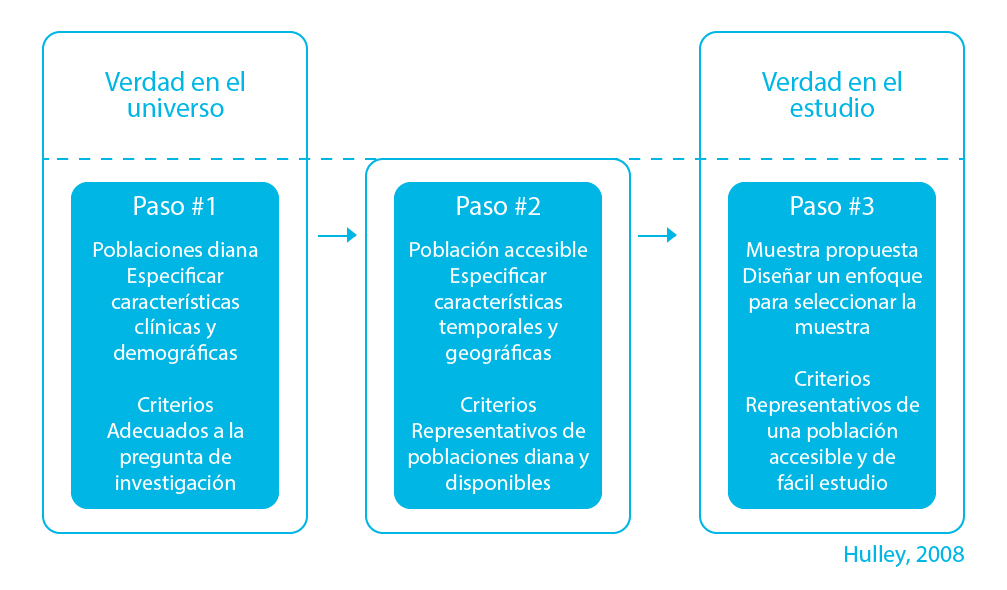 Verdad en el
universo
Paso #1
Poblaciones diana
Especificar
características
clínicas y
demográficas
Criterios
Adecuados a la
pregunta de
investigación
Paso #2
Población accesible
Especificar
características
temporales y
geográficas
Criterios
Representativos de
poblaciones diana y
disponibles
Verdad en el
estudio
Paso #3
Muestra propuesta
Diseñar un enfoque
para seleccionar la
muestra
Criterios
Representativos de
una población
accesible y de
fácil estudio
Hulley, 2008